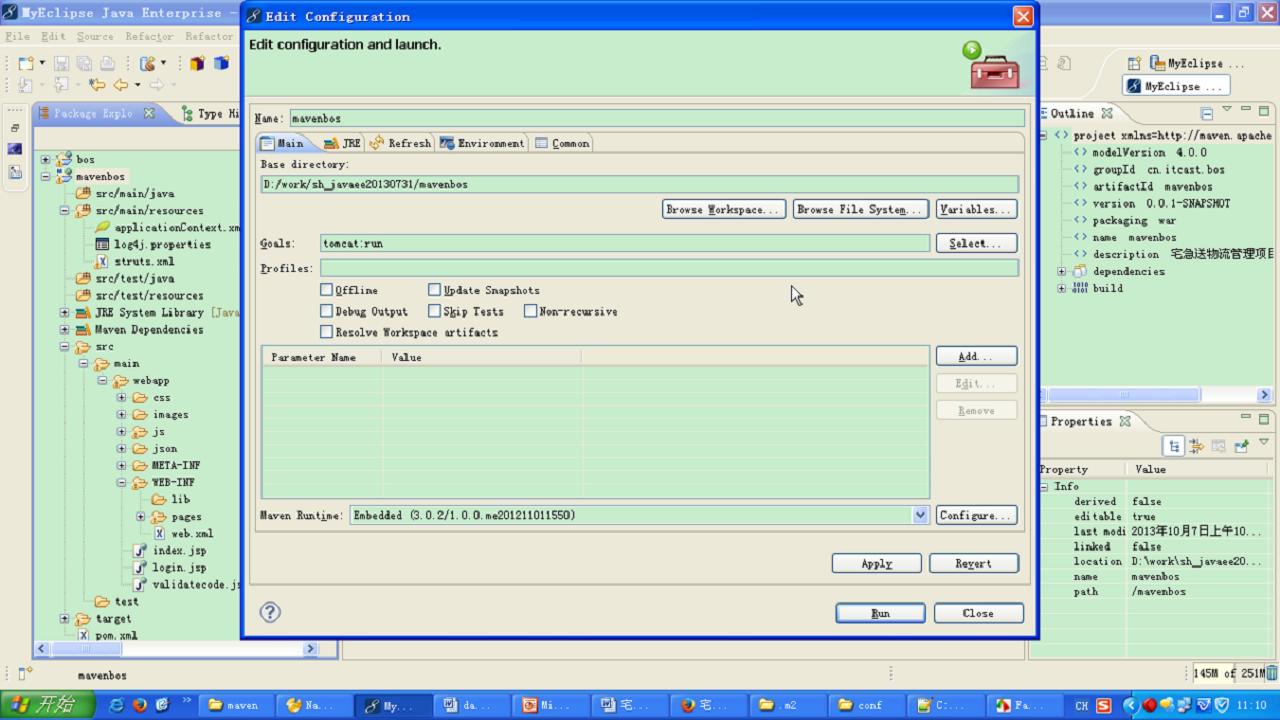 MyEclipse Java Enterprise -
Edit Configuration
File Edit Source Refactor Refactor
Edit configuration and launch.
MyEclipse ...
MyEclipse ...
Package Explo
Type Hi
Name: mavenbos
Outline
Main
JRE
Refresh
Environment
Common
project xmlns=http://maven.apache
bos
Base directory:
modelVersion 4.0.0
mavenbos
D:/work/sh_javaee20130731/mavenbos
groupId cn.itcast.bos
src/main/java
artifactId mavenbos
src/main/resources
Browse Workspace...
Browse File System...
Variables...
version 0.0.1-SNAPSHOT
applicationContext.xm
packaging war
log4j.properties
Goals: tomcat:run
Select...
name mavenbos
struts.xml
description 宅急送物流管理项目
src/test/java
Profiles:
dependencies
src/test/resources
Offline
Update Snapshots
build
JRE System Library [Java
Debug Output
Skip Tests
Non-recursive
Maven Dependencies
Resolve Workspace artifacts
src
Parameter Name
Value
Add...
main
webapp
Edit...
css
images
Remove
js
Properties
json
META-INF
Property
Value
WEB-INF
Info
lib
derived false
pages
Maven Runtime: Embedded (3.0.2/1.0.0.me201211011550)
Configure...
editable true
web.xml
last modi 2013年10月7日上午10...
index.jsp
linked false
login.jsp
Apply
Revert
location D:\work\sh_javaee20...
validatecode.js
name mavenbos
test
path /mavenbos
target
Run
Close
pom.xml
mavenbos
145M of 251M
开始
maven
Na...
My...
da...
Mi...
宅...
宅...
.m2
conf
C:...
Fa...
CH
11:10